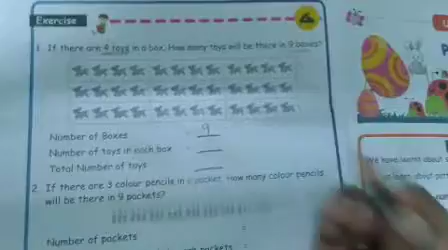 Exercise
1. If there are 4 toys in a box, How many toys will be there in 9 boxes?
Number of Boxes 9
Number of toys in each box
Total Number of toys
2. If there are 3 colour pencils in a packet. How many colour pencils
will be there in 9 packets?
Number of packets
packets
We have learnt about
learn about